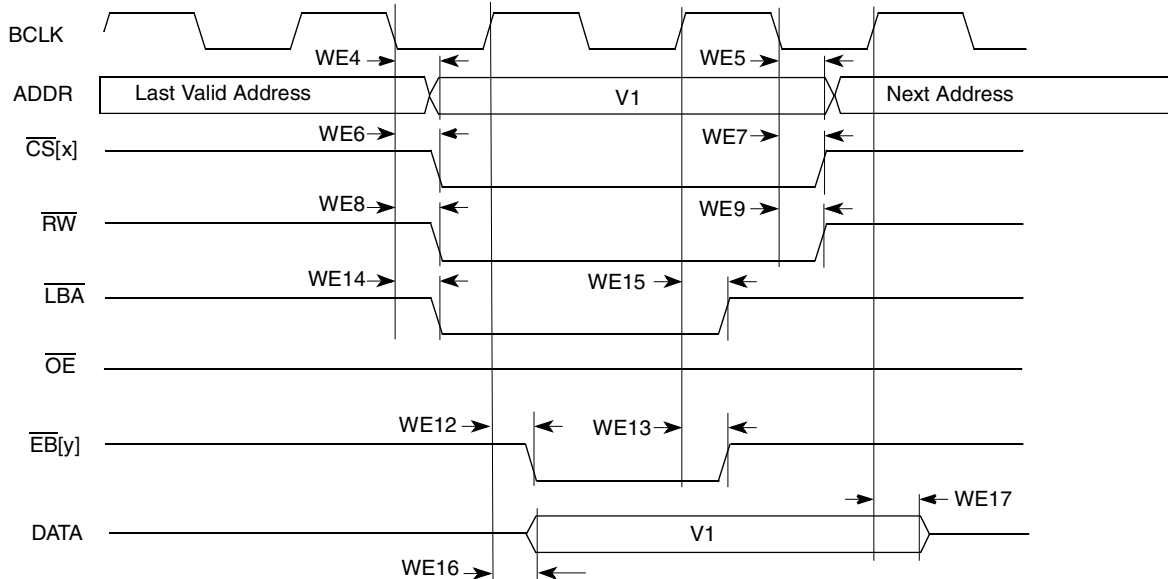 BCLK
WE4
WE5
ADDR
Last Valid Address
V1
Next Address
WE6
WE7
CS[x]
WE8
WE9
RW
WE14
WE15
LBA
OE
WE12
WE13
EB[y]
WE17
DATA
V1
WE16